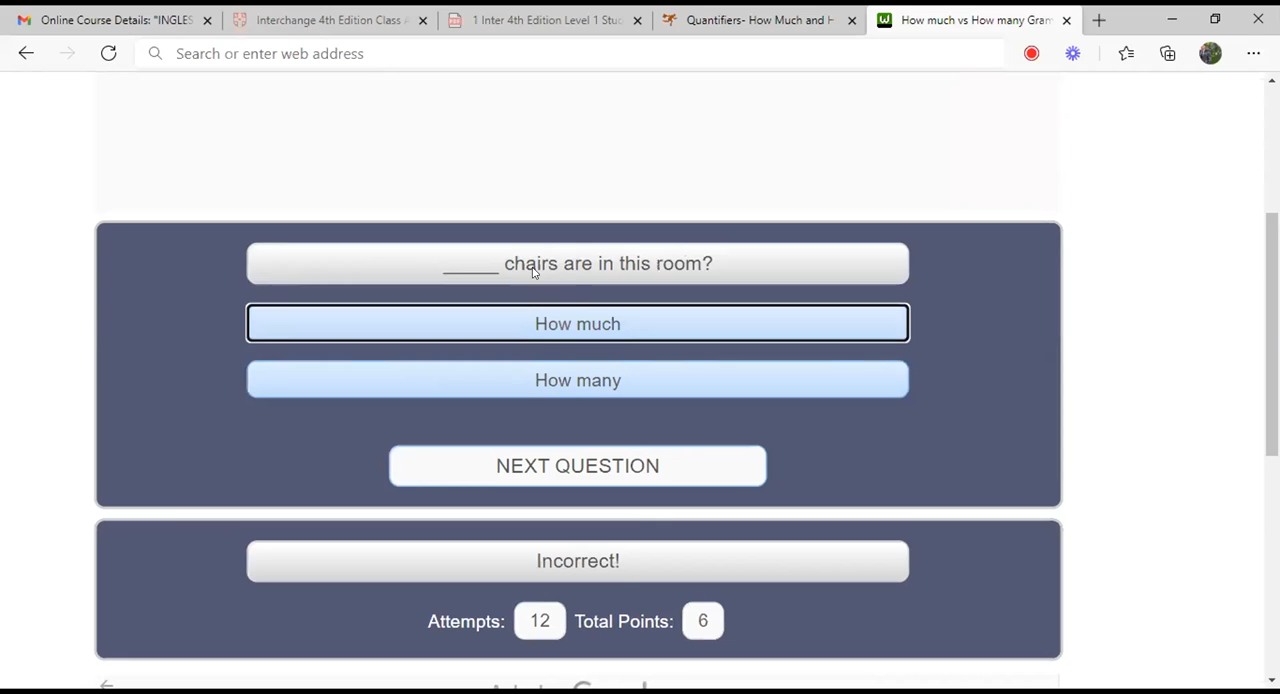 Online Course Details: "INGLES
Interchange 4th Edition Class A
1 Inter 4th Edition Level 1 Stud
Quantifiers- How Much and H
How much vs How many Gram
Search or enter web address
_____ chairs are in this room?
How much
How many
NEXT QUESTION
Incorrect!
Attempts: 12 Total Points: 6